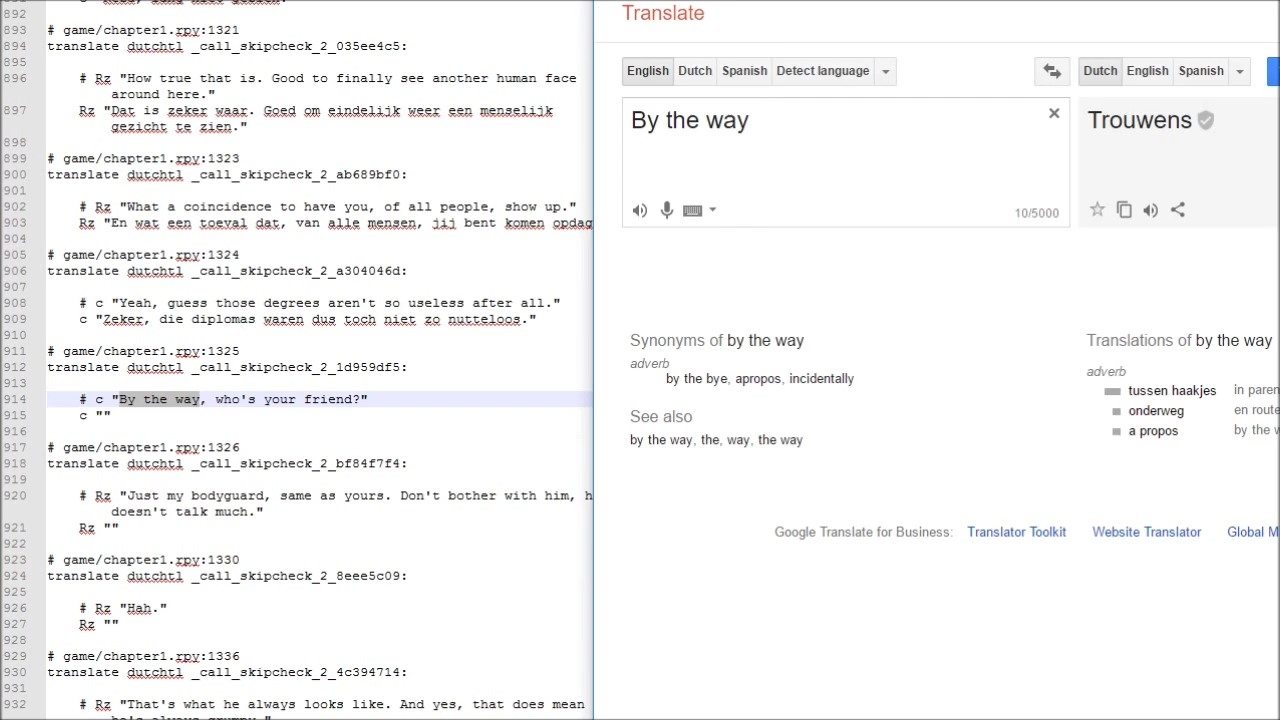 892
893 # game/chapter1.rpy:1321
894 translate dutchtl _call_skipcheck_2_035ee4c5:
895
896 # Rz "How true that is. Good to finally see another human face
around here."
897 Rz "Dat is zeker waar. Goed om eindelijk weer een menselijk
gezicht te zien."
898
899 # game/chapter1.rpy:1323
900 translate dutchtl _call_skipcheck_2_ab689bf0:
901
902 # Rz "What a coincidence to have you, of all people, show up."
903 Rz "En wat een toeval dat, van alle mensen, jij bent komen opdag
904
905 # game/chapter1.rpy:1324
906 translate dutchtl _call_skipcheck_2_a304046d:
907
908 # c "Yeah, guess those degrees aren't so useless after all."
909 c "Zeker, die diplomas waren dus toch niet zo nutteloos."
910
911 # game/chapter1.rpy:1325
912 translate dutchtl _call_skipcheck_2_1d959df5:
913
914 # c "By the way, who's your friend?"
915 c ""
916
917 # game/chapter1.rpy:1326
918 translate dutchtl _call_skipcheck_2_bf84f7f4:
919
920 # Rz "Just my bodyguard, same as yours. Don't bother with him, h
doesn't talk much."
921 Rz ""
922
923 # game/chapter1.rpy:1330
924 translate dutchtl _call_skipcheck_2_8eee5c09:
925
926 # Rz "Hah."
927 Rz ""
928
929 # game/chapter1.rpy:1336
930 translate dutchtl _call_skipcheck_2_4c394714:
931
932 # Rz "That's what he always looks like. And yes, that does mean
Translate
English Dutch Spanish Detect language
Dutch English Spanish
By the way
Trouwens
10/5000
Synonyms of by the way
adverb
by the bye, apropos, incidentally
See also
by the way, the, way, the way
Translations of by the way
adverb
tussen haakjes in paren
onderweg en route
a propos by the w
Google Translate for Business: Translator Toolkit Website Translator Global M